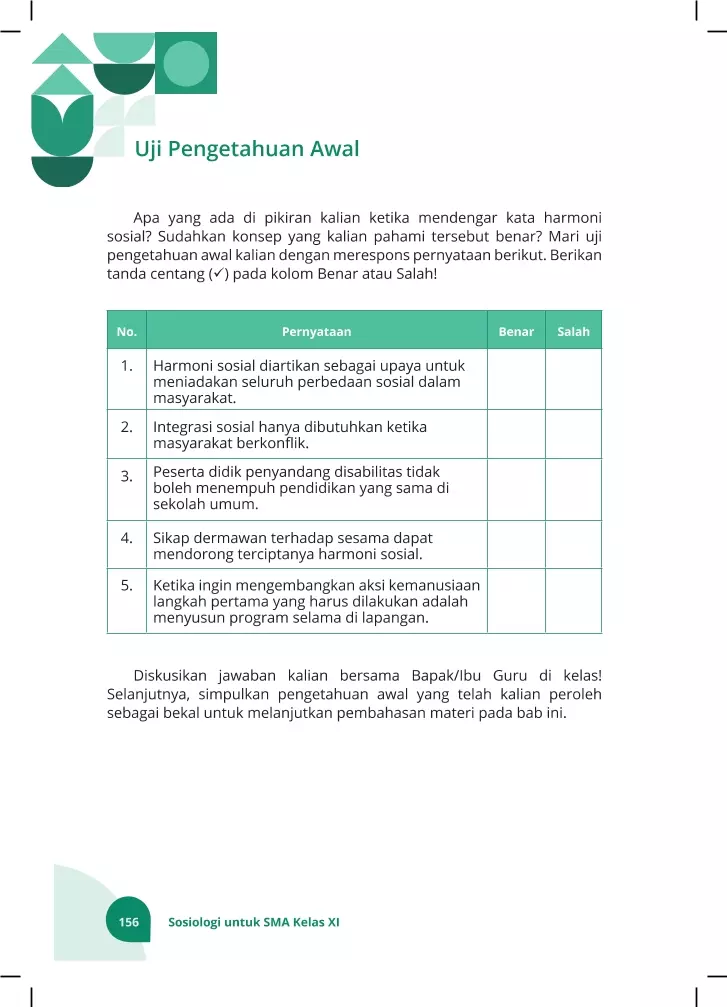 Uji Pengetahuan Awal
Apa yang ada di pikiran kalian ketika mendengar kata harmoni
sosial? Sudahkan konsep yang kalian pahami tersebut benar? Mari uji
pengetahuan awal kalian dengan merespons pernyataan berikut. Berikan
tanda centang (✓) pada kolom Benar atau Salah!
No. Pernyataan Benar Salah
1. Harmoni sosial diartikan sebagai upaya untuk
meniadakan seluruh perbedaan sosial dalam
masyarakat.
2. Integrasi sosial hanya dibutuhkan ketika
masyarakat berkonflik.
3. Peserta didik penyandang disabilitas tidak
boleh menempuh pendidikan yang sama di
sekolah umum.
4. Sikap dermawan terhadap sesama dapat
mendorong terciptanya harmoni sosial.
5. Ketika ingin mengembangkan aksi kemanusiaan
langkah pertama yang harus dilakukan adalah
menyusun program selama di lapangan.
Diskusikan jawaban kalian bersama Bapak/Ibu Guru di kelas!
Selanjutnya, simpulkan pengetahuan awal yang telah kalian peroleh
sebagai bekal untuk melanjutkan pembahasan materi pada bab ini.
156 Sosiologi untuk SMA Kelas XI